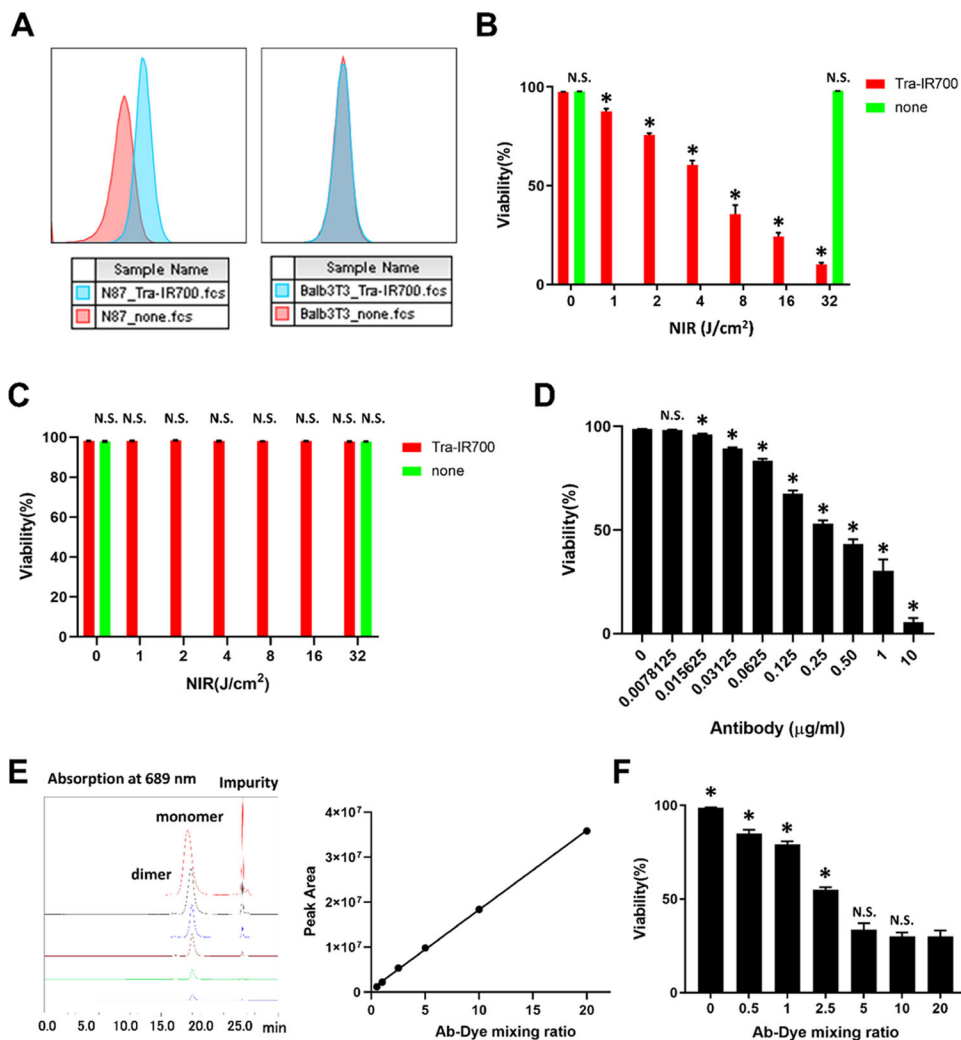 A
Sample Name
N87_Tra-IR700.fcs
N87_none.fcs
Sample Name
Balb3T3_Tra-IR700.fcs
Balb3T3_none.fcs
B
N.S.
N.S.
* * * * * *
Tra-IR700
none
Viability(%)
100
50
0
0 1 2 4 8 16 32
NIR (J/cm²)
C
N.S. N.S. N.S. N.S. N.S. N.S. N.S. N.S.
Tra-IR700
none
Viability(%)
100
80
60
40
20
0
0 1 2 4 8 16 32
NIR(J/cm²)
D
N.S. * * * * * * * *
Viability(%)
100
50
0
0 0.0078125 0.015625 0.03125 0.0625 0.125 0.25 0.50 1 10
Antibody (μg/ml)
E
Absorption at 689 nm
Impurity
monomer
dimer
0.0 5.0 15.0 20.0 25.0 min
Peak Area
4×10⁷
3×10⁷
2×10⁷
1×10⁷
0
0 5 10 15 20
Ab-Dye mixing ratio
F
* * * * N.S. N.S.
Viability(%)
100
50
0
0 0.5 1 2.5 5 10 20
Ab-Dye mixing ratio